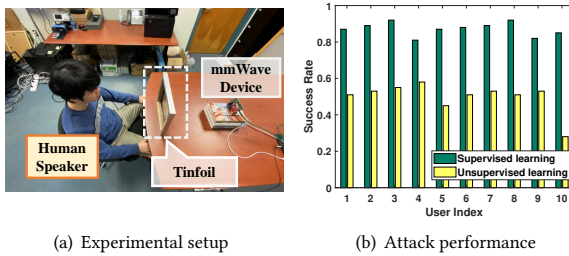 mmWave
Device
Human
Speaker
Tinfoil
(a) Experimental setup
Success Rate
1
0.8
0.6
0.4
0.2
0
Supervised learning
Unsupervised learning
1 2 3 4 5 6 7 8 9 10
User Index
(b) Attack performance